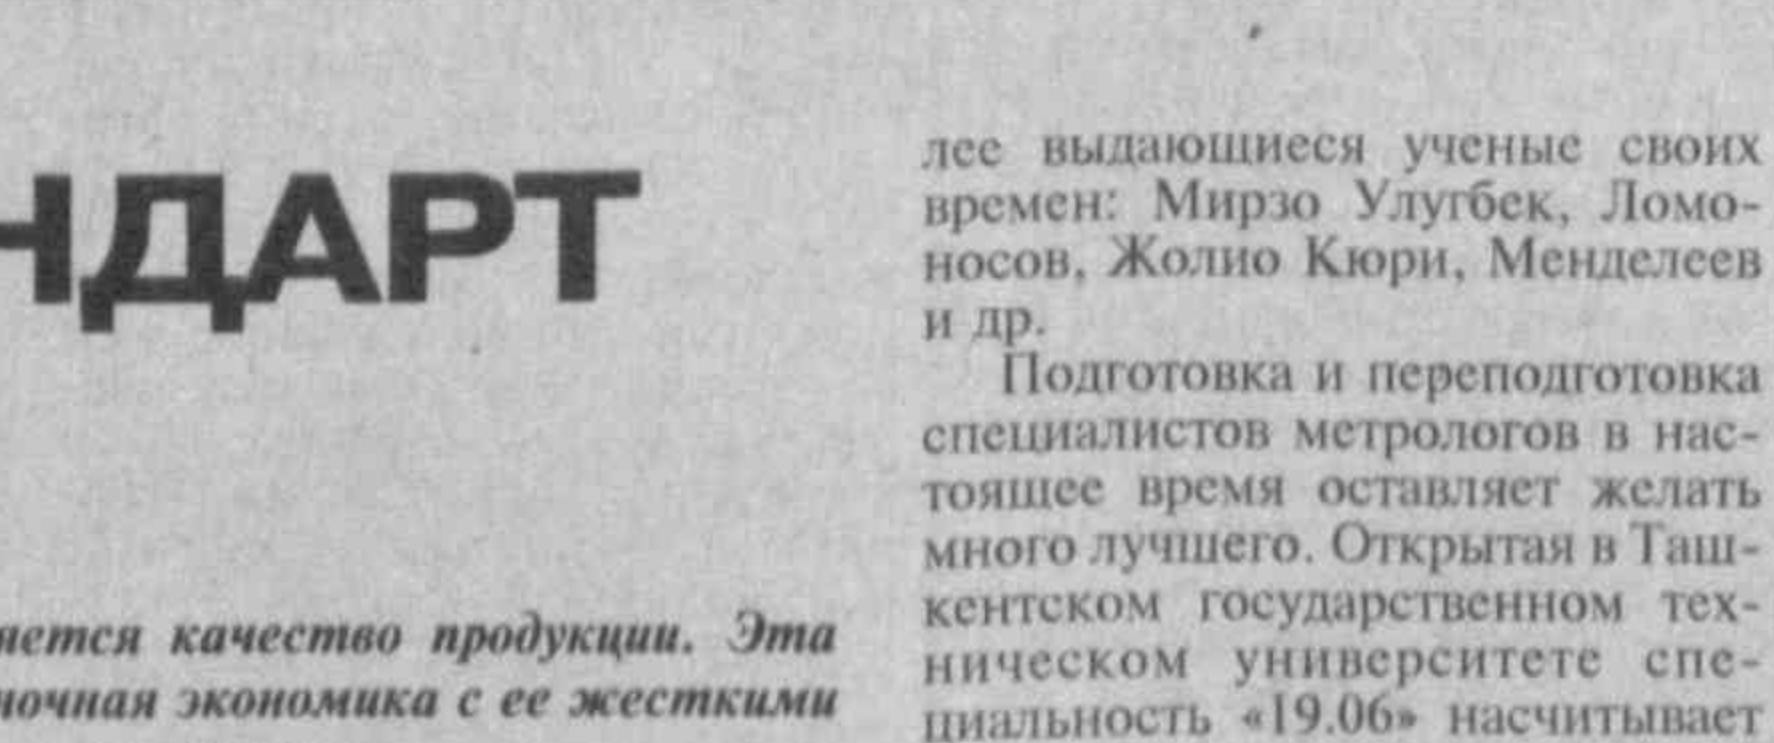 НДАРТ
яется качество продукции. Эта
ночная экономика с ее жесткими
лее выдающиеся ученые своих
времен: Мирзо Улугбек, Ломо-
носов, Жолио Кюри, Менделеев
и др.
Подготовка и переподготовка
специалистов метрологов в нас-
тоящее время оставляет желать
много лучшего. Открытая в Таш-
кентском государственном тех-
ническом университете спе-
циальность «19.06» насчитывает